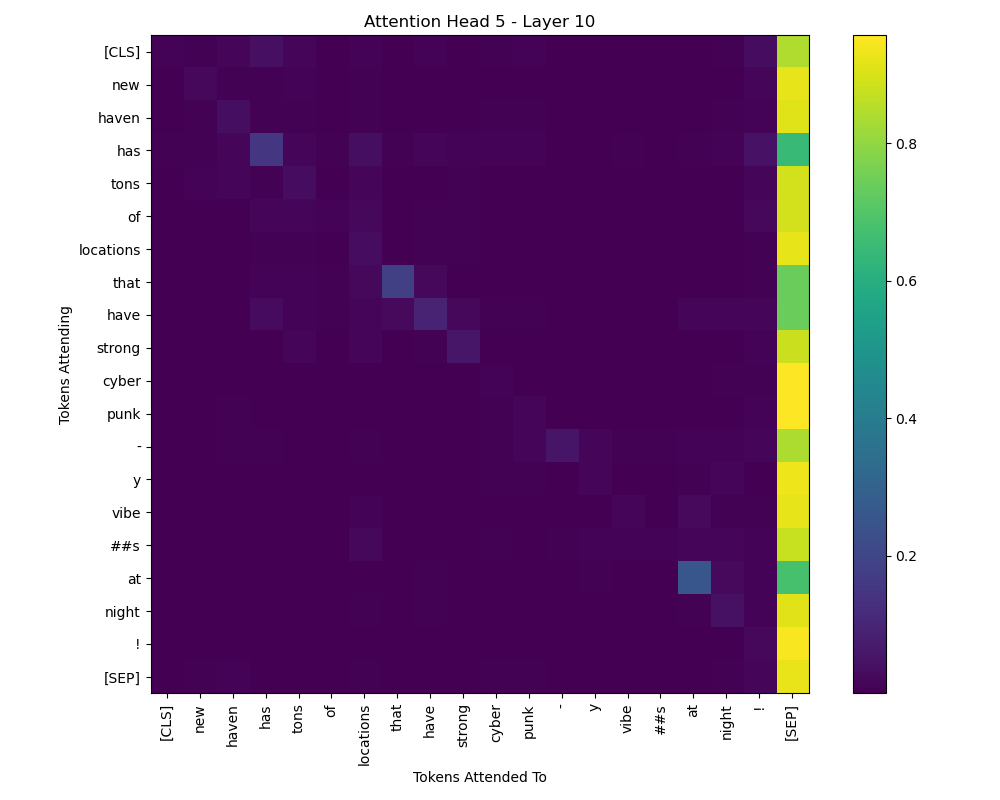 Attention Head 5 - Layer 10
[CLS]
new
haven
has
tons
of
locations
that
have
strong
cyber
punk
-
y
vibe
##s
at
night
!
[SEP]
Tokens Attending
[CLS]
new
haven
has
tons
of
locations
that
have
strong
cyber
punk
-
y
vibe
##s
at
night
!
[SEP]
Tokens Attended To
0.8
0.6
0.4
0.2